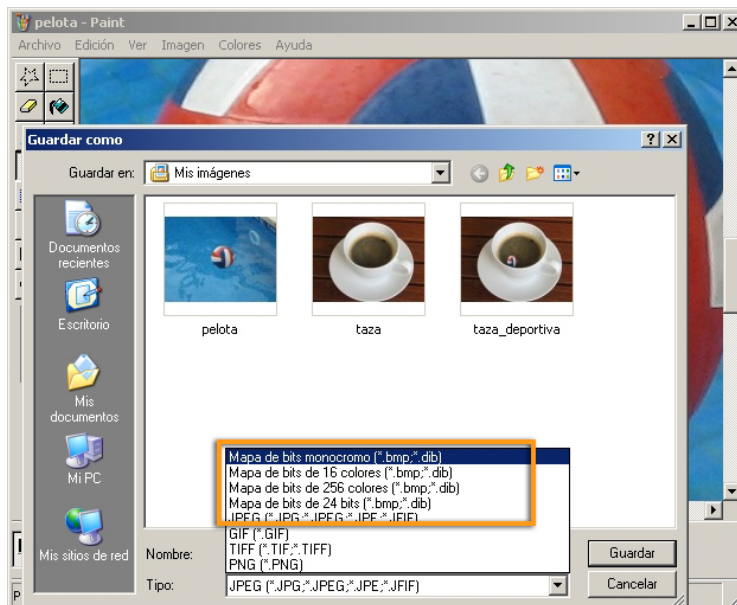 pelota - Paint
Archivo Edición Ver Imagen Colores Ayuda
Guardar como
Guardar en: Mis imágenes
Documentos
recientes
Escritorio
Mis
documentos
Mi PC
Mis sitios de red
pelota
taza
taza_deportiva
Mapa de bits monocromo (*.bmp;*.dib)
Mapa de bits de 16 colores (*.bmp;*.dib)
Mapa de bits de 256 colores (*.bmp;*.dib)
Mapa de bits de 24 bits (*.bmp;*.dib)
JPEG (*.JPG;*.JPEG;*.JPE;*.JFIF)
GIF (*.GIF)
TIFF (*.TIF;*.TIFF)
PNG (*.PNG)
Nombre:
Guardar
Tipo: JPEG (*.JPG;*.JPEG;*.JPE;*.JFIF)
Cancelar